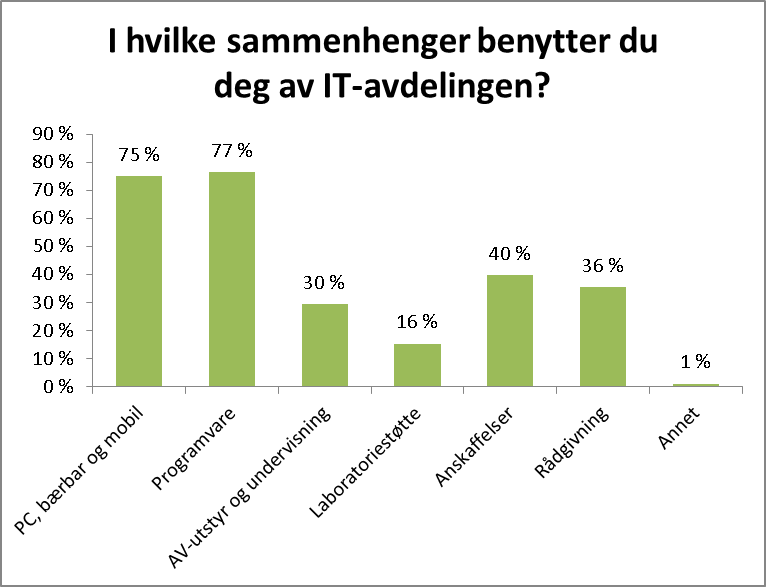 I hvilke sammenhenger benytter du
deg av IT-avdelingen?
90 %
80 %
70 %
60 %
50 %
40 %
30 %
20 %
10 %
0 %
75 %
77 %
30 %
16 %
40 %
36 %
1 %
PC, bærbar og mobil
Programvare
AV-utstyr og undervisning
Laboratoriestøtte
Anskaffelser
Rådgivning
Annet